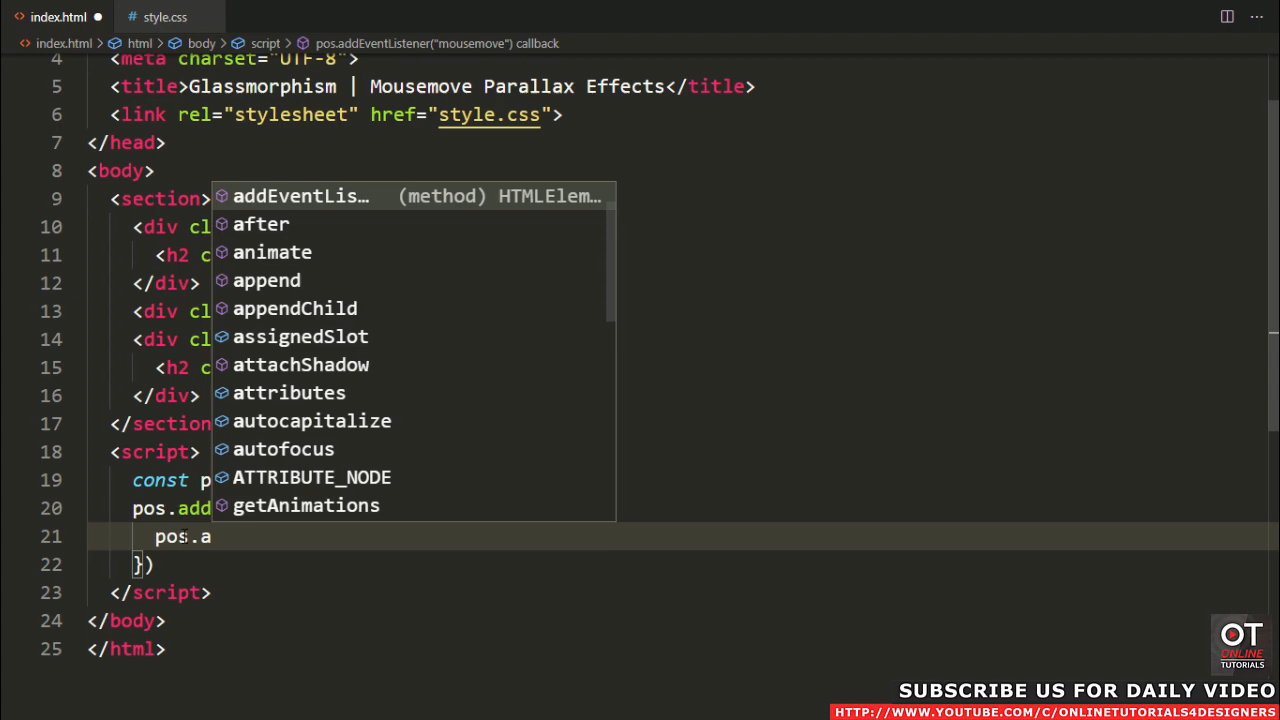 index.html ● style.css ···
index.html > html > body > script > pos.addEventListener("mousemove") callback
4 <meta charset="UTF-8">
5 <title>Glassmorphism | Mousemove Parallax Effects</title>
6 <link rel="stylesheet" href="style.css">
7 </head>
8 <body>
9 <section>
addEventLis… (method) HTMLElem…
10 <div cl
after
11 <h2 c
animate
12 </div>
append
13 <div cl
appendChild
14 <div cl
assignedSlot
15 <h2 c
attachShadow
16 </div>
attributes
17 </section
autocapitalize
18 <script>
autofocus
19 const p
ATTRIBUTE_NODE
20 pos.add
getAnimations
21 pos.a
22 })
23 </script>
24 </body>
25 </html>
OT
ONLINE
TUTORIALS
SUBSCRIBE US FOR DAILY VIDEO
HTTP://WWW.YOUTUBE.COM/C/ONLINETUTORIALS4DESIGNERS